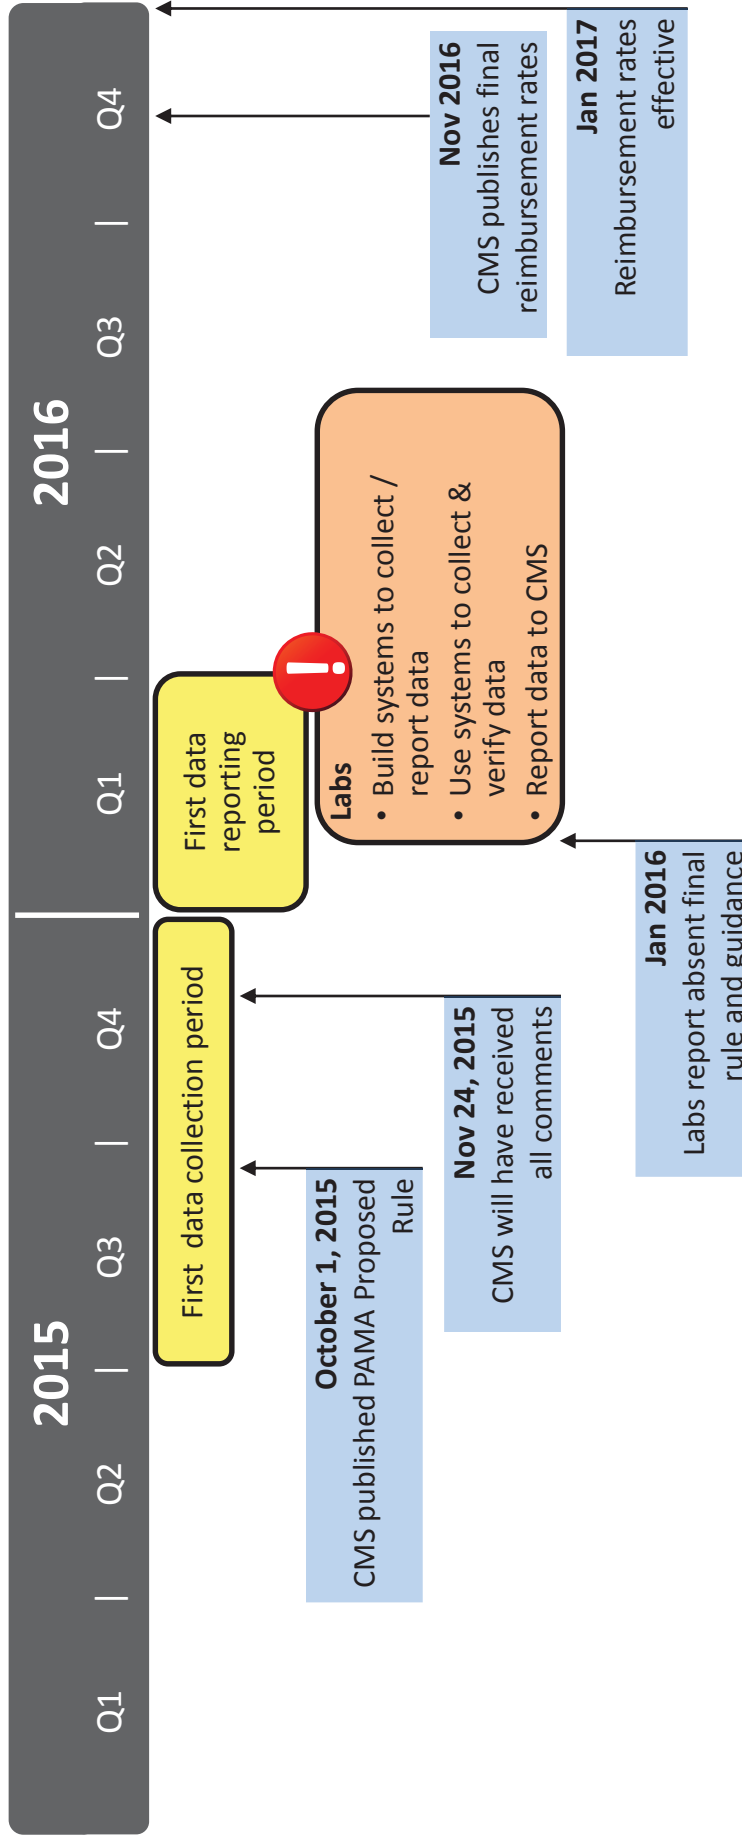 2015
2016
Q1 | Q2 | Q3 | Q4
Q1 | Q2 | Q3 | Q4
First data collection period
First data
reporting
period
!
Labs
• Build systems to collect /
report data
• Use systems to collect &
verify data
• Report data to CMS
October 1, 2015
CMS published PAMA Proposed
Rule
Nov 24, 2015
CMS will have received
all comments
Jan 2016
Labs report absent final
rule and guidance
Nov 2016
CMS publishes final
reimbursement rates
Jan 2017
Reimbursement rates
effective